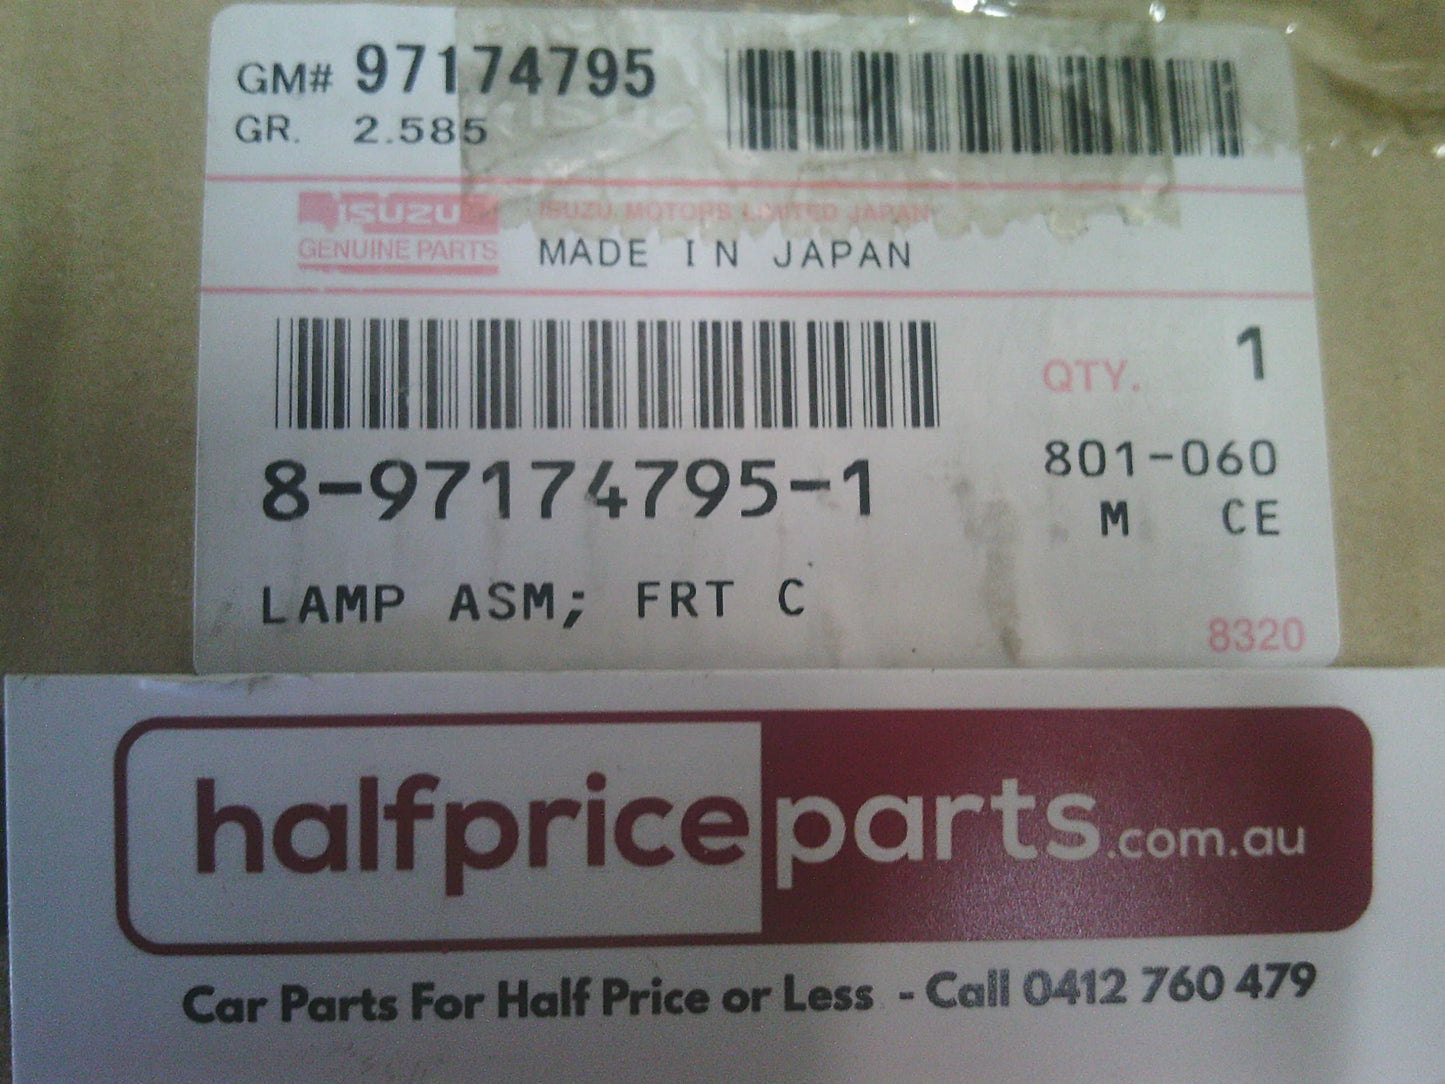 GM# 97174795
GR. 2.585
ISUZU
GENUINE PARTS
ISUZU MOTORS LIMITED JAPAN
MADE IN JAPAN
QTY. 1
8-97174795-1
801-060
M CE
LAMP ASM; FRT C
8320
halfpriceparts.com.au
Car Parts For Half Price or Less - Call 0412 760 479